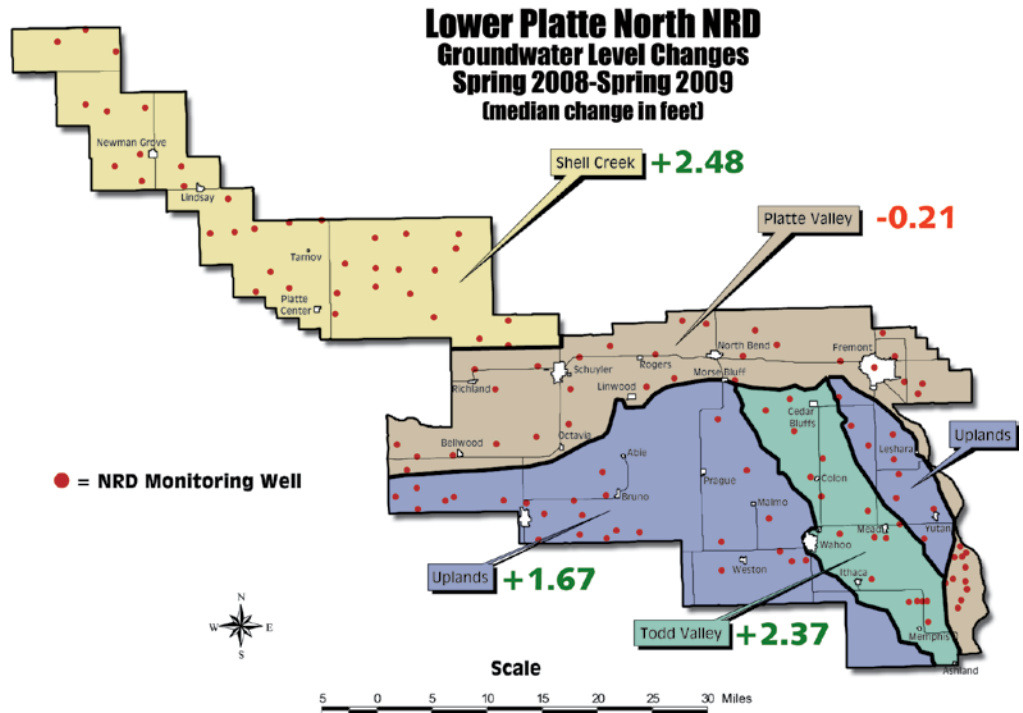 Lower Platte North NRD
Groundwater Level Changes
Spring 2008-Spring 2009
(median change in feet)
Shell Creek +2.48
Platte Valley -0.21
Newman Grove
Lindsay
Tarnov
Platte
Center
North Bend
Fremont
Rogers
Schuyler
Morse Bluff
Richland
Linwood
Cedar
Bluffs
Octavia
Bellwood
Leshara
Uplands
Abie
= NRD Monitoring Well
Prague
Colon
Bruno
Malmo
Mead
Yutan
Wahoo
Weston
Ithaca
Uplands +1.67
Todd Valley +2.37
Memphis
Ashland
N
W E
S
Scale
5 0 5 10 15 20 25 30 Miles